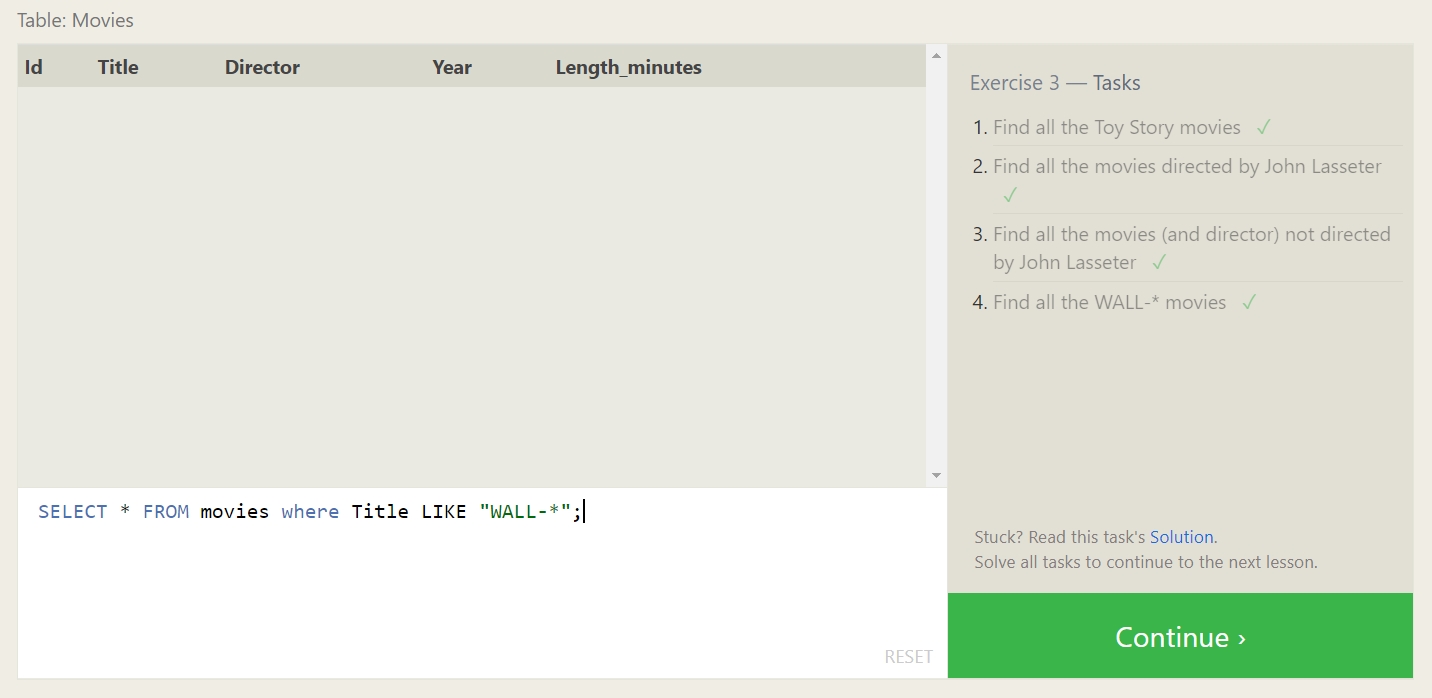 Table: Movies
Id Title Director Year Length_minutes
SELECT * FROM movies where Title LIKE "WALL-*";
RESET
Exercise 3 — Tasks
1. Find all the Toy Story movies ✓
2. Find all the movies directed by John Lasseter
✓
3. Find all the movies (and director) not directed
by John Lasseter ✓
4. Find all the WALL-* movies ✓
Stuck? Read this task's Solution.
Solve all tasks to continue to the next lesson.
Continue ›